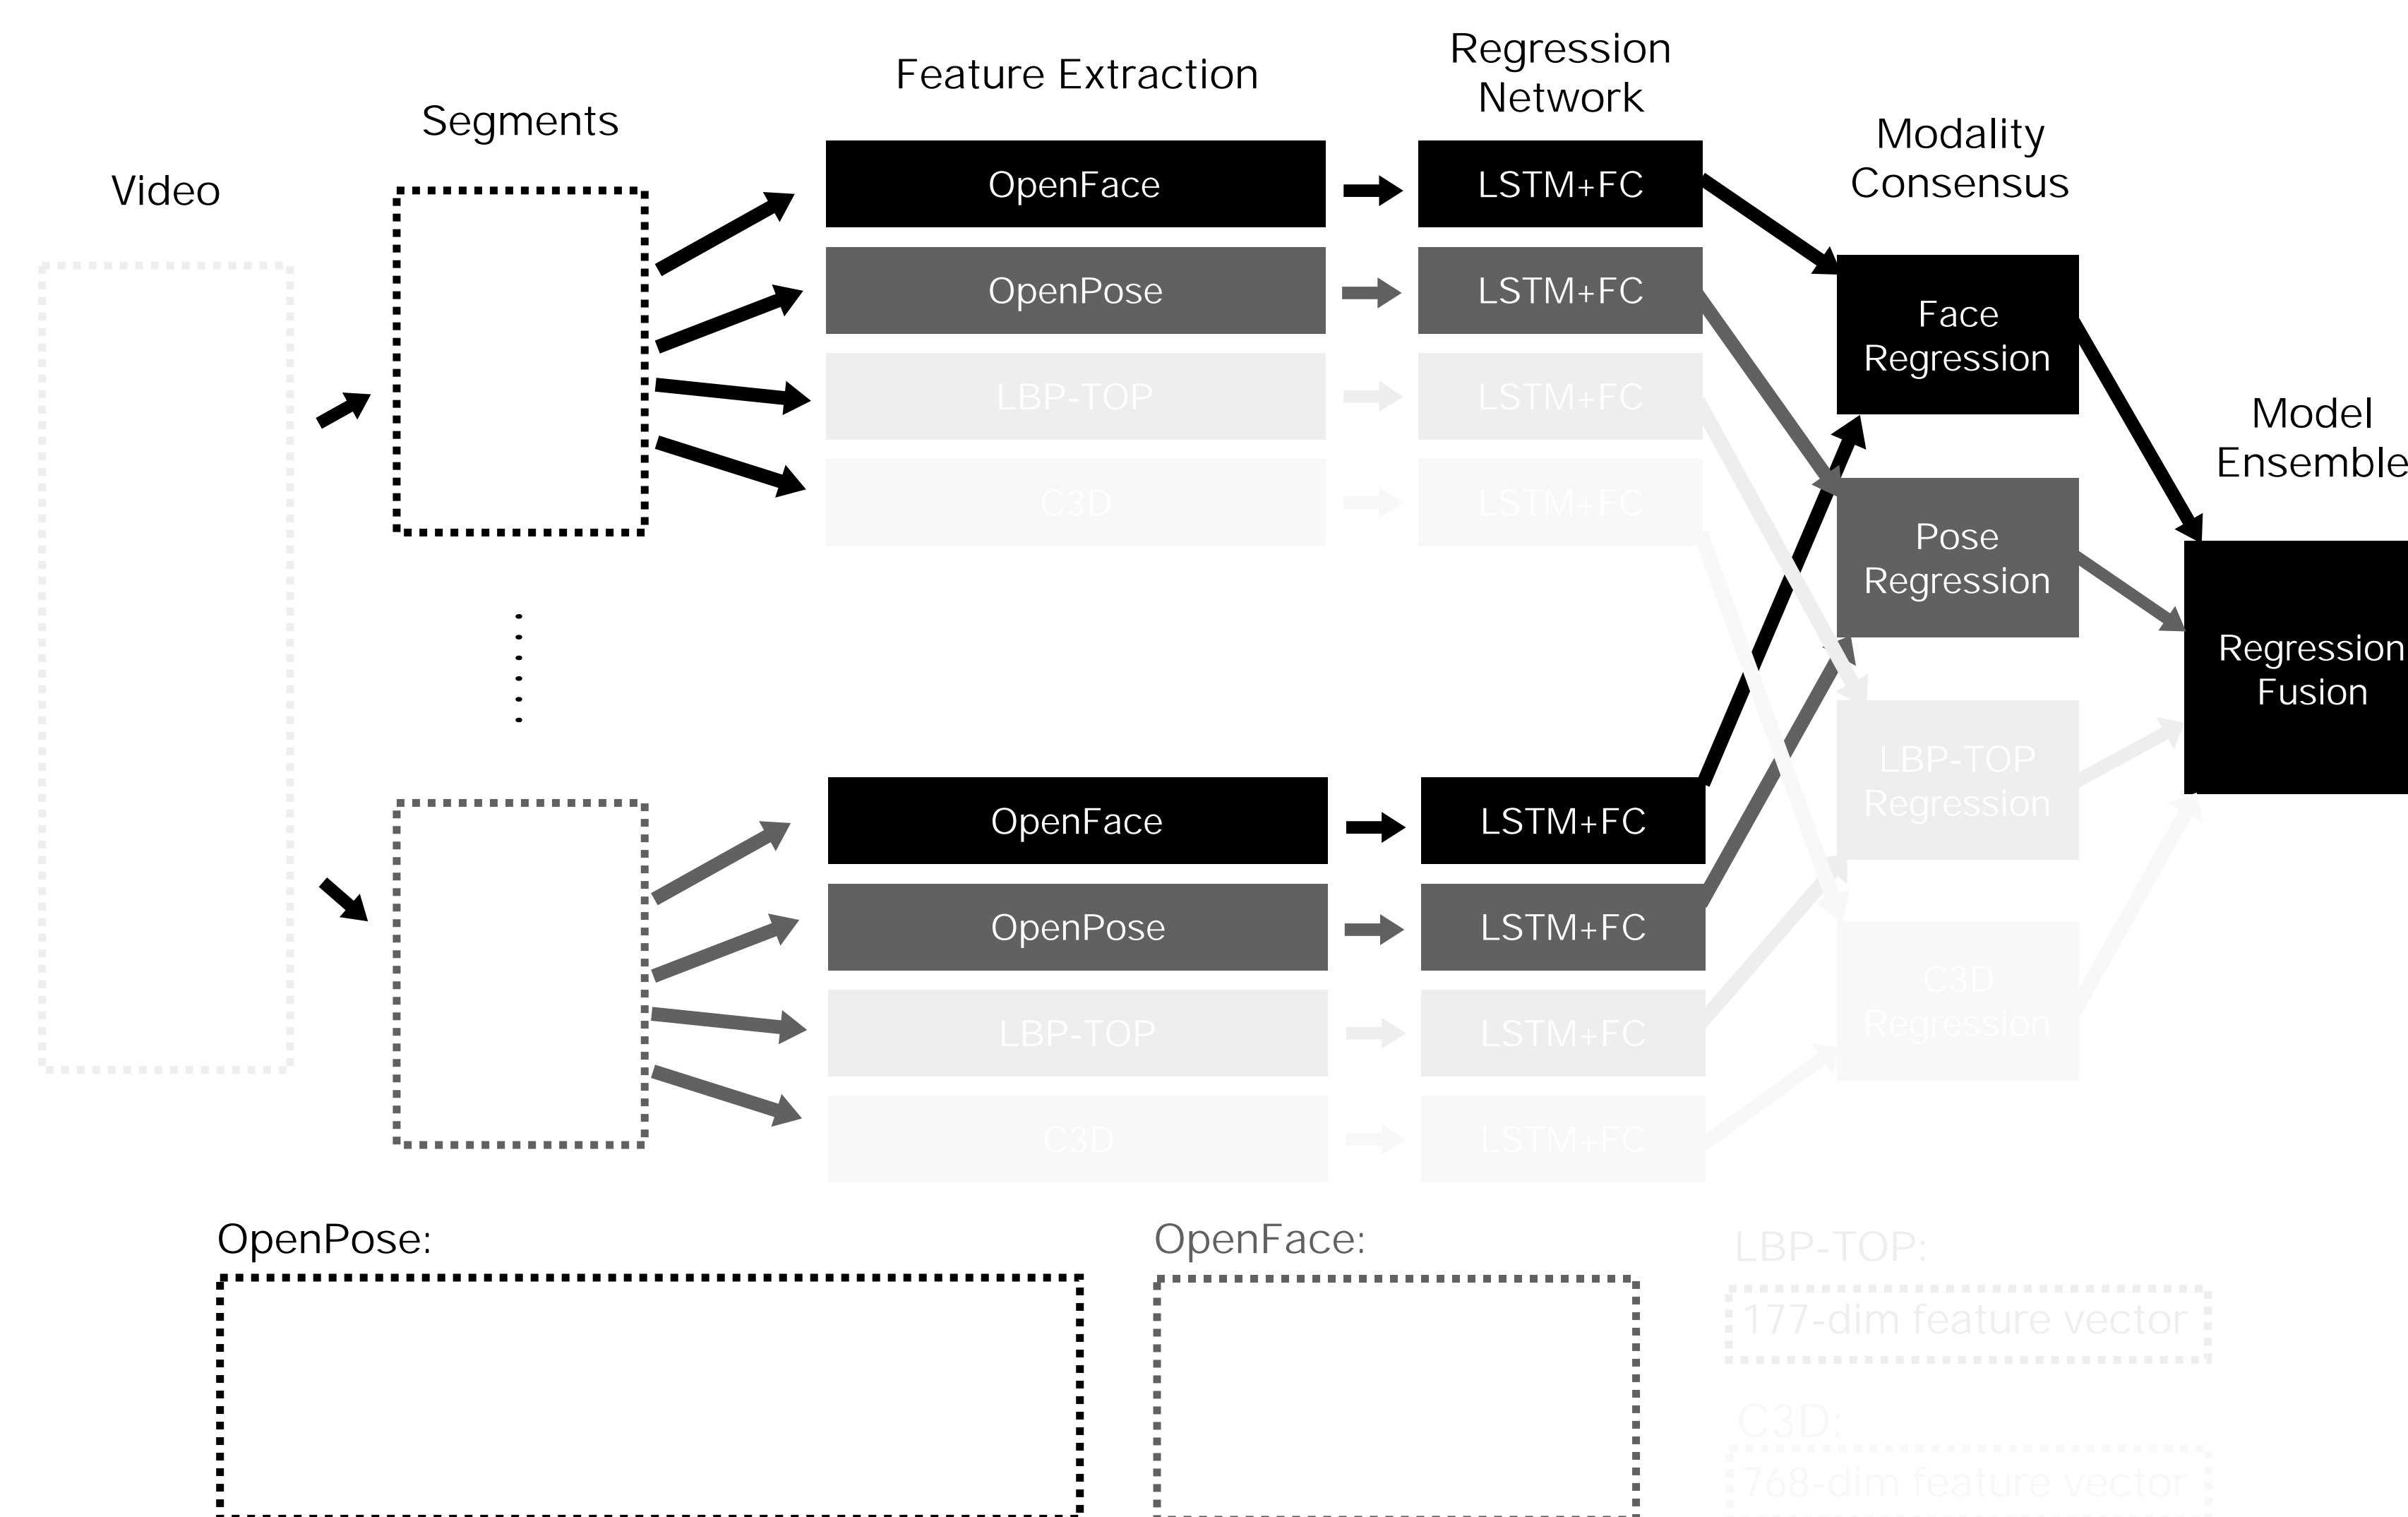 Video
Segments
Feature Extraction
Regression
Network
Modality
Consensus
Model
Ensemble
OpenFace
LSTM+FC
OpenPose
LSTM+FC
LBP-TOP
LSTM+FC
C3D
LSTM+FC
Face
Regression
Pose
Regression
LBP-TOP
Regression
C3D
Regression
Regression
Fusion
OpenFace
LSTM+FC
OpenPose
LSTM+FC
LBP-TOP
LSTM+FC
C3D
LSTM+FC
OpenPose:
OpenFace:
LBP-TOP:
177-dim feature vector
C3D:
768-dim feature vector